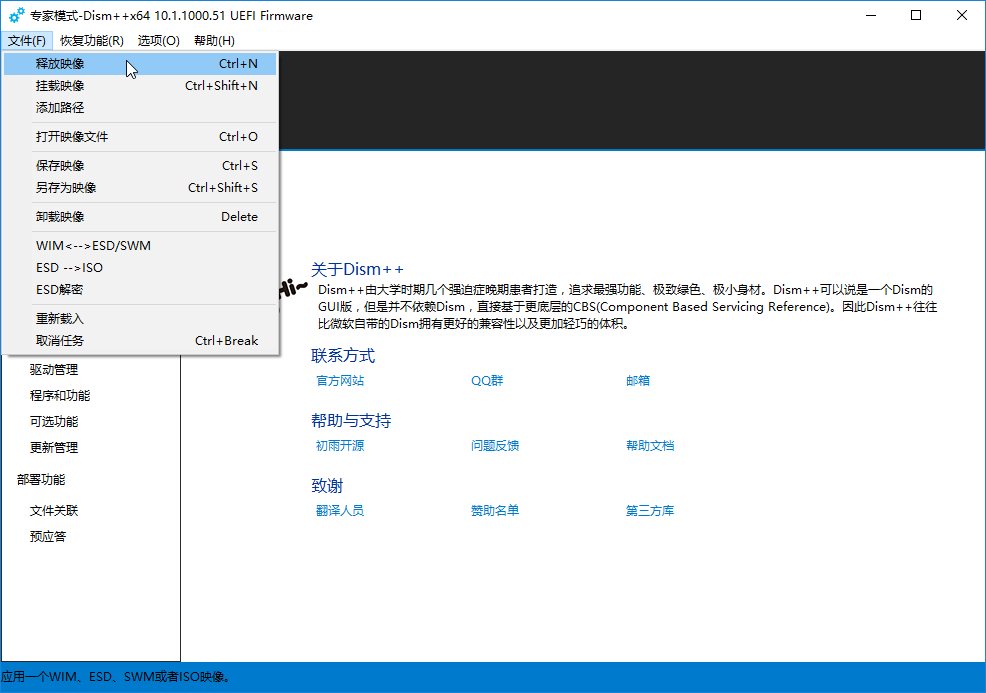 专家模式-Dism++x64 10.1.1000.51 UEFI Firmware
文件(F) 恢复功能(R) 选项(O) 帮助(H)
释放映像 Ctrl+N
挂载映像 Ctrl+Shift+N
添加路径
打开映像文件 Ctrl+O
保存映像 Ctrl+S
另存为映像 Ctrl+Shift+S
卸载映像 Delete
WIM<-->ESD/SWM
ESD -->ISO
ESD解密
重新载入
取消任务 Ctrl+Break
驱动管理
程序和功能
可选功能
更新管理
部署功能
文件关联
预应答
Hi~
关于Dism++
Dism++由大学时期几个强迫症晚期患者打造，追求最强功能、极致绿色、极小身材。Dism++可以说是一个Dism的
GUI版，但是并不依赖Dism，直接基于更底层的CBS(Component Based Servicing Reference)。因此Dism++往往
比微软自带的Dism拥有更好的兼容性以及更加轻巧的体积。
联系方式
官方网站 QQ群 邮箱
帮助与支持
初雨开源 问题反馈 帮助文档
致谢
翻译人员 赞助名单 第三方库
应用一个WIM、ESD、SWM或者ISO映像。